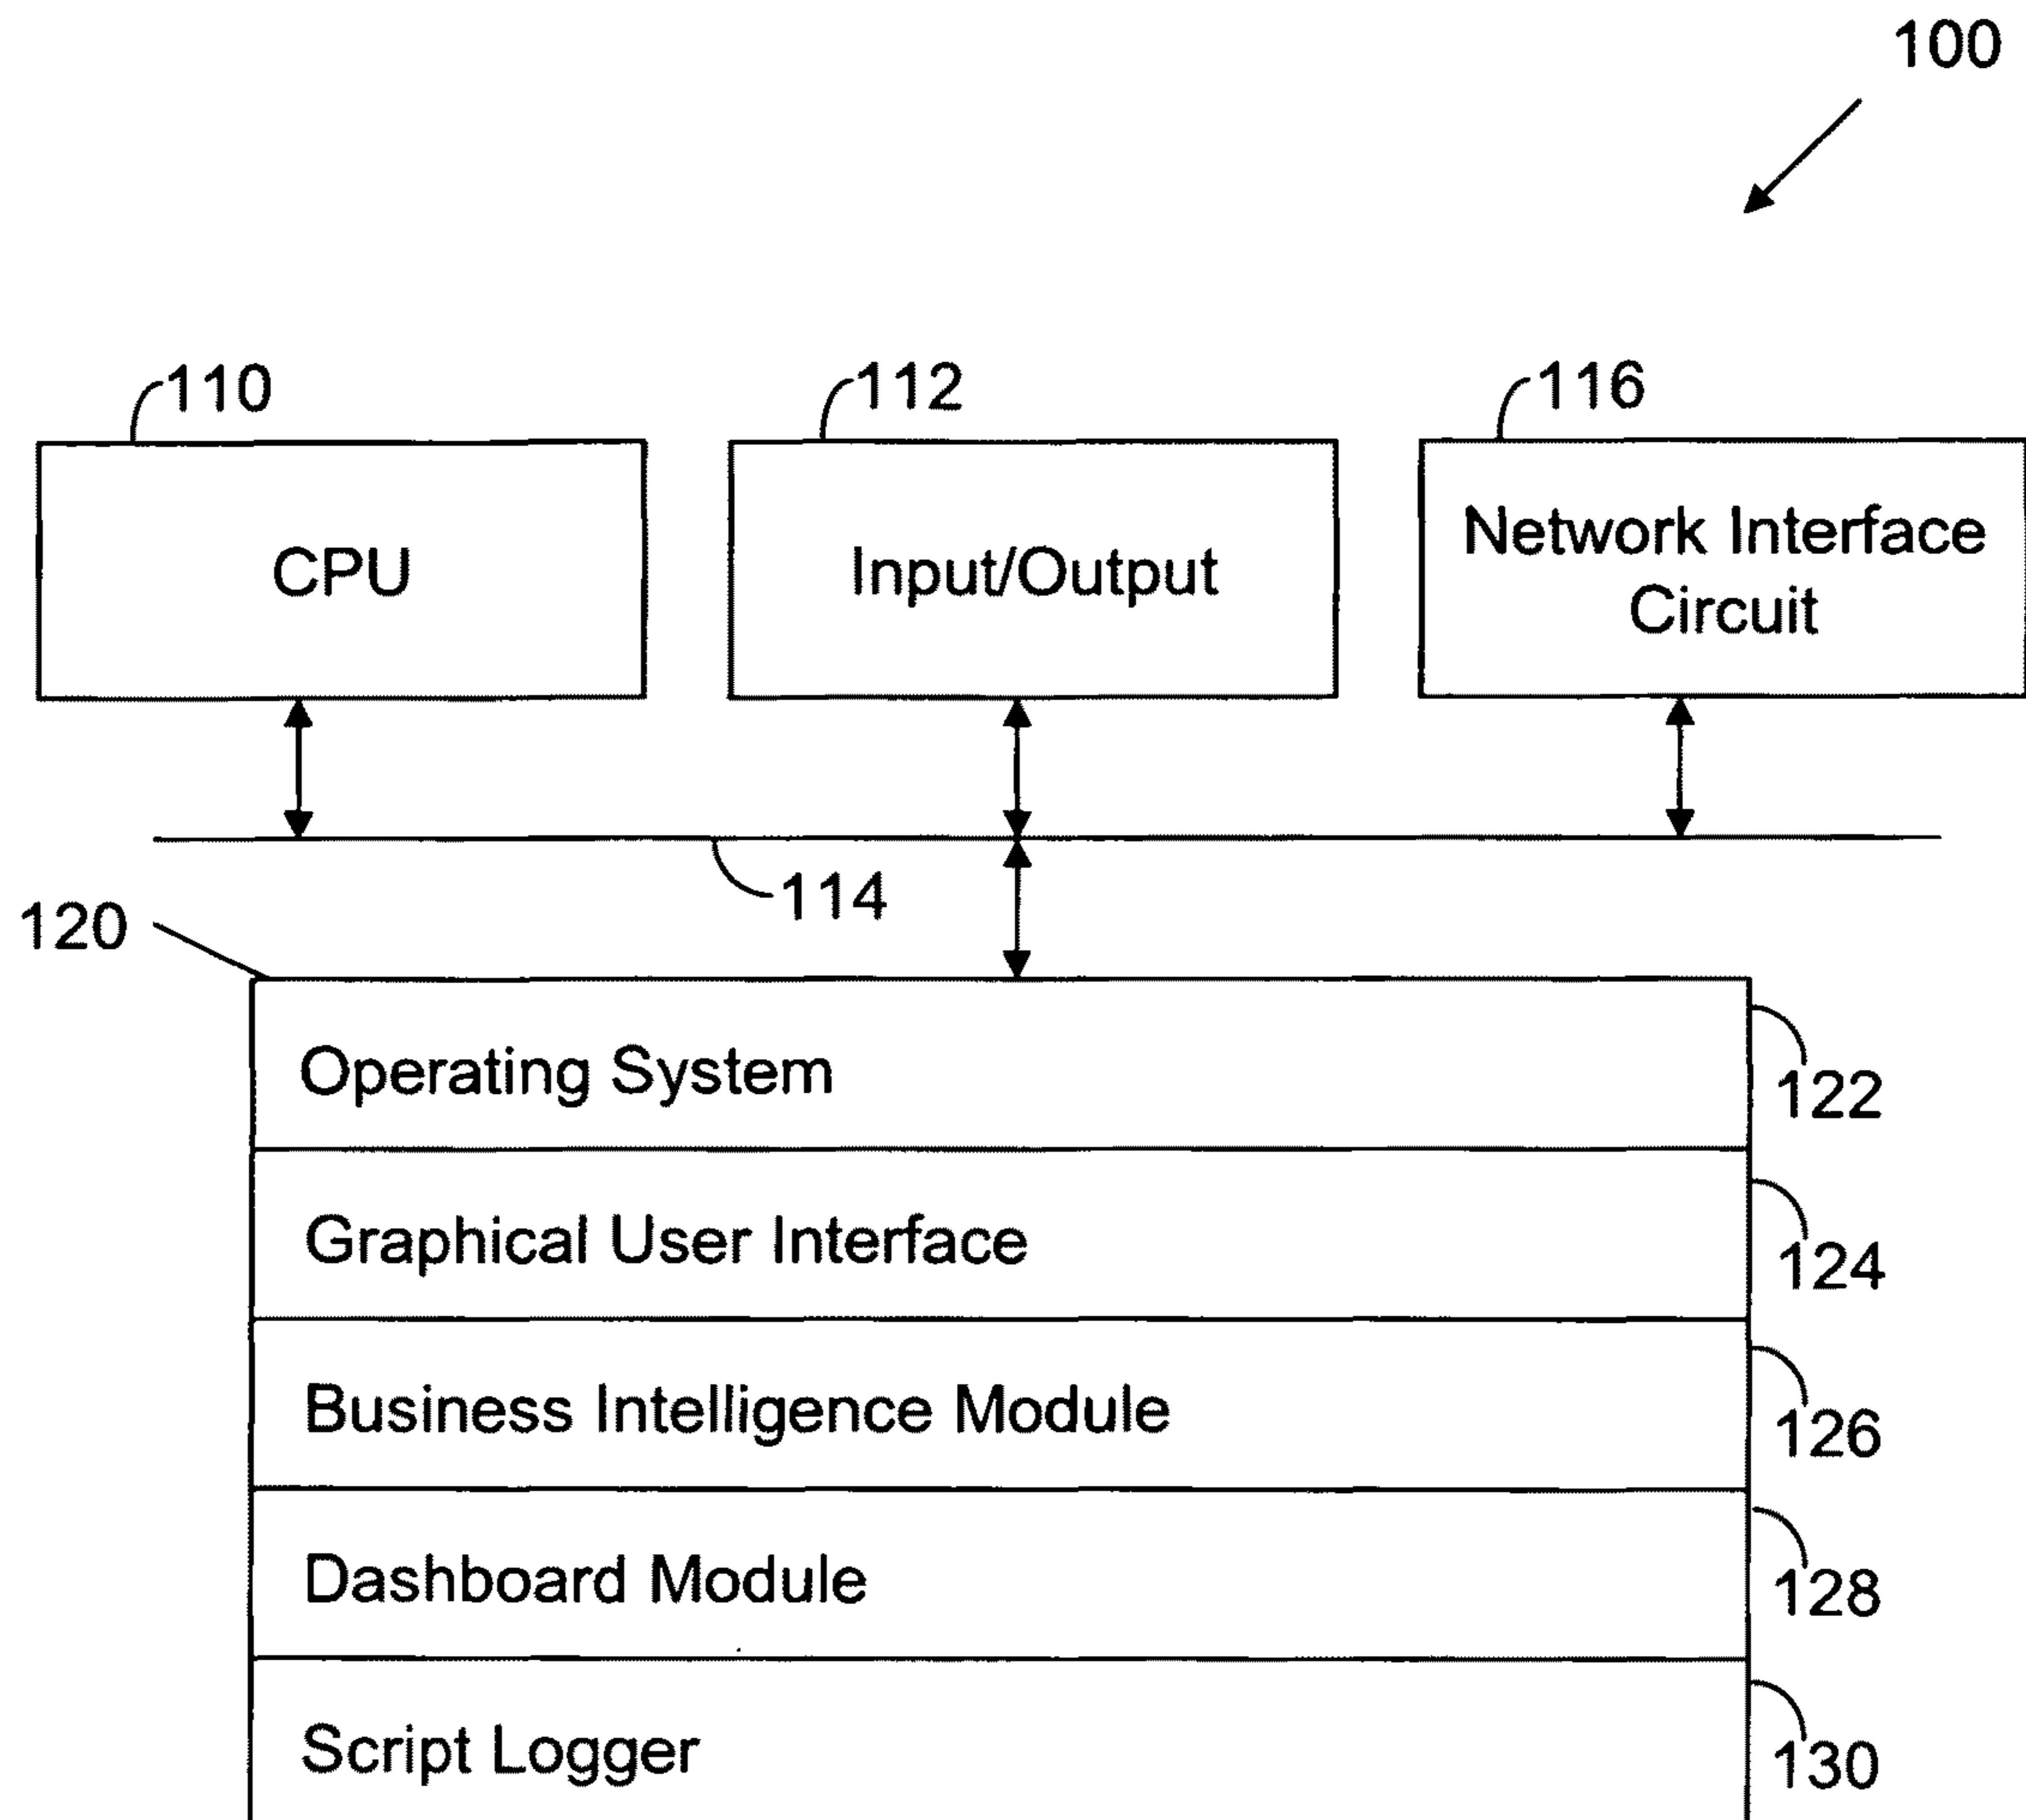 100
110
112
116
CPU
Input/Output
Network Interface
Circuit
114
120
Operating System
122
Graphical User Interface
124
Business Intelligence Module
126
Dashboard Module
128
Script Logger
130